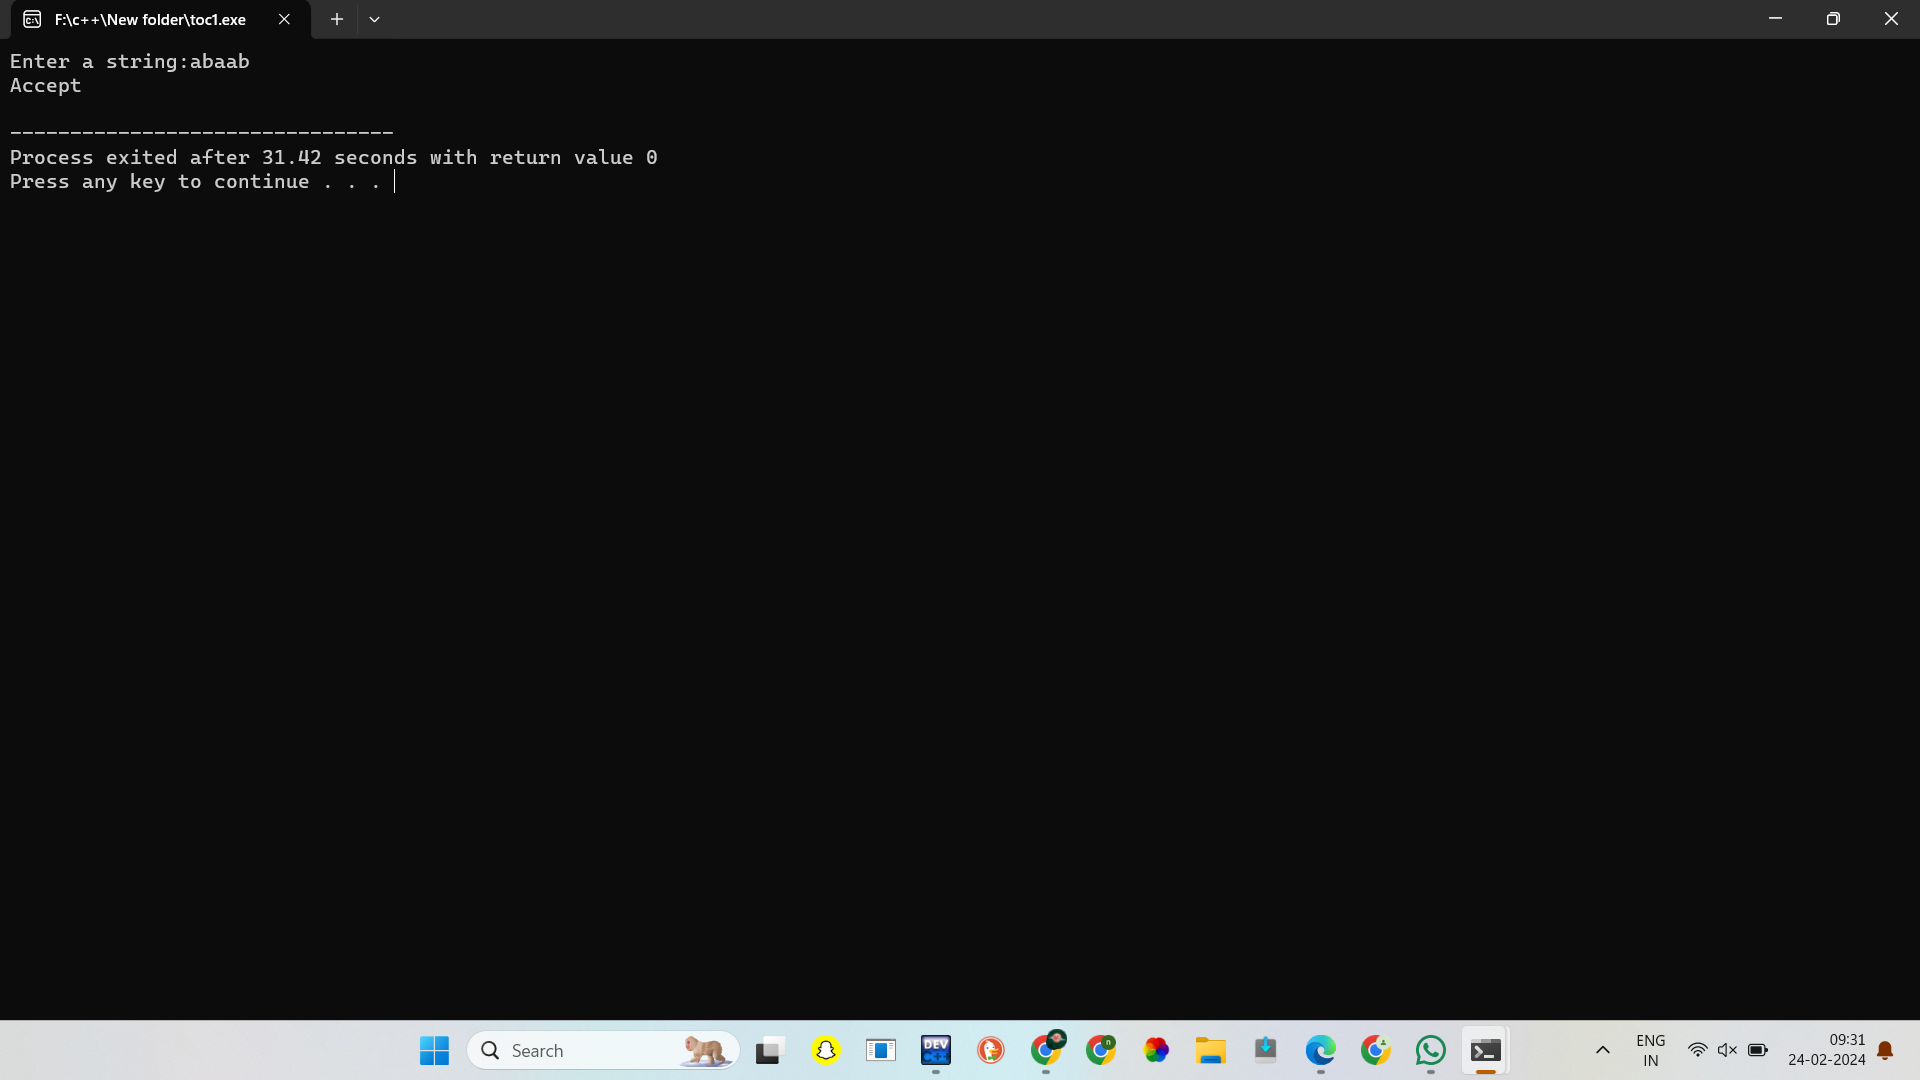 F:\c++\New folder\toc1.exe
Enter a string:abaab
Accept
--------------------------------
Process exited after 31.42 seconds with return value 0
Press any key to continue . . .
Search
DEV
C++
n
ENG
IN
09:31
24-02-2024